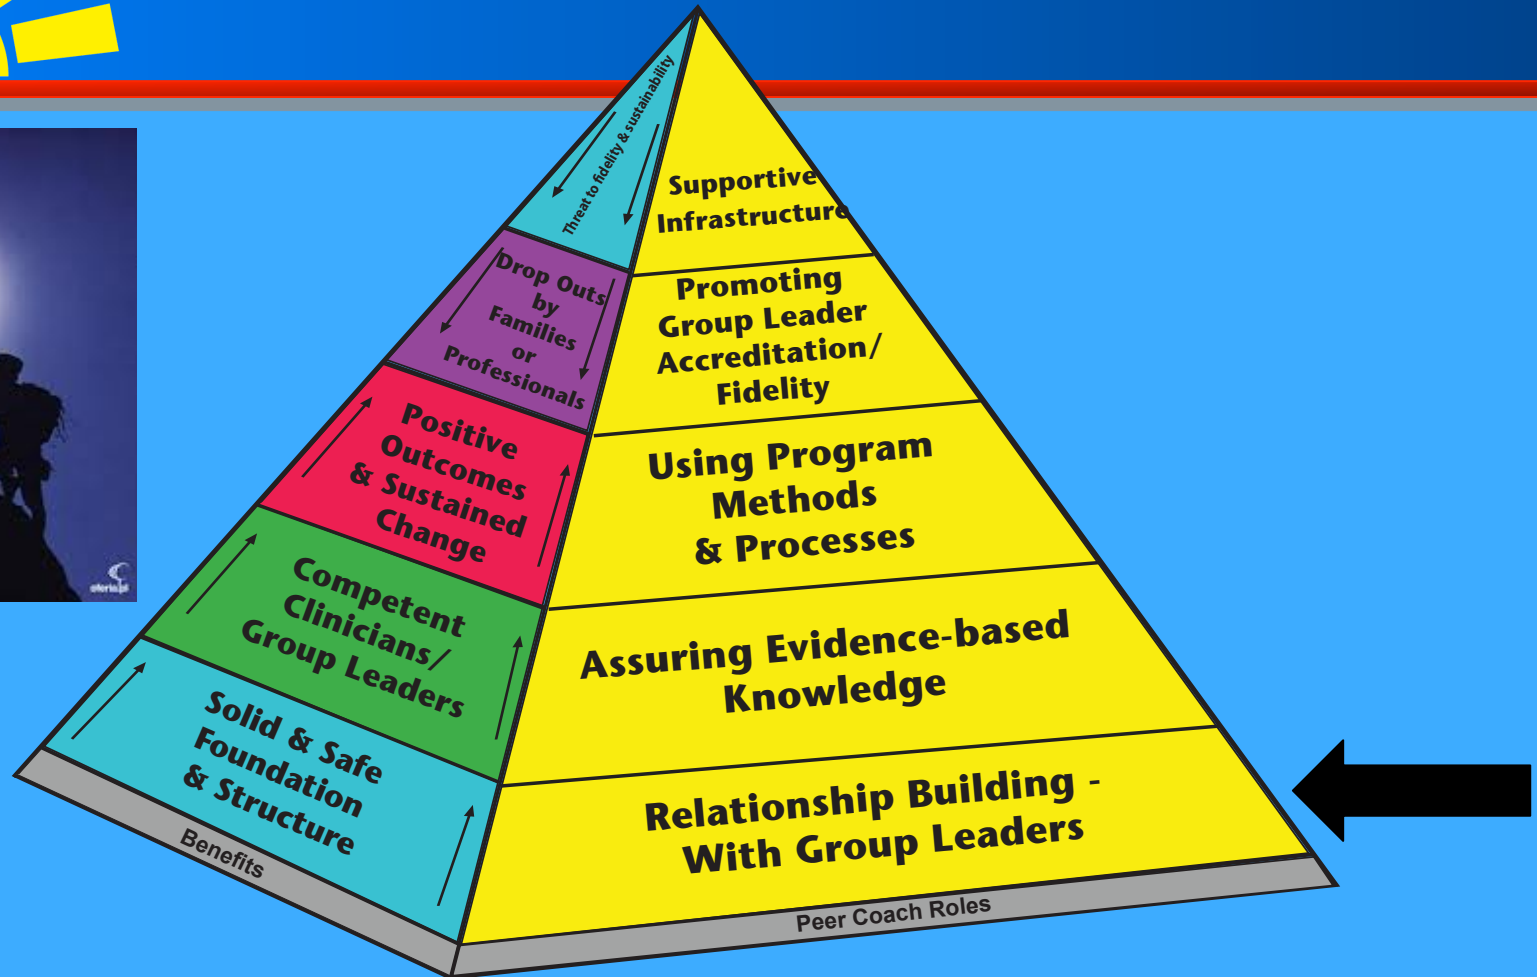 Threat to fidelity & sustainability
Drop Outs
by
Families
or
Professionals
Positive
Outcomes
& Sustained
Change
Competent
Clinicians/
Group Leaders
Solid & Safe
Foundation
& Structure
Benefits
Supportive
Infrastructure
Promoting
Group Leader
Accreditation/
Fidelity
Using Program
Methods
& Processes
Assuring Evidence-based
Knowledge
Relationship Building -
With Group Leaders
Peer Coach Roles